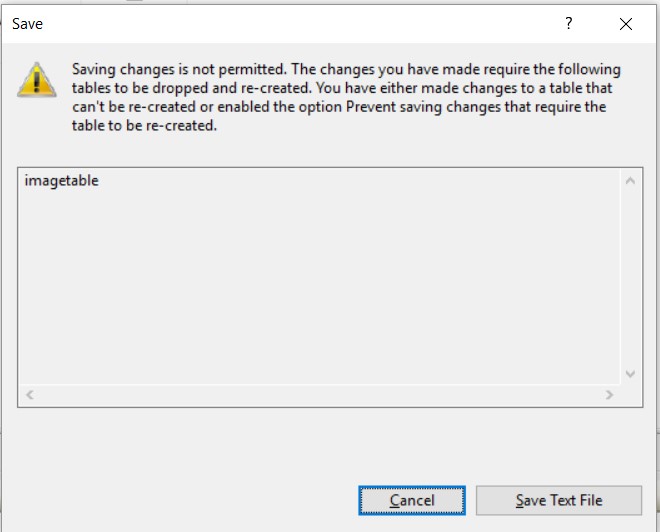 Save
?
Saving changes is not permitted. The changes you have made require the following
tables to be dropped and re-created. You have either made changes to a table that
can't be re-created or enabled the option Prevent saving changes that require the
table to be re-created.
imagetable
Cancel
Save Text File